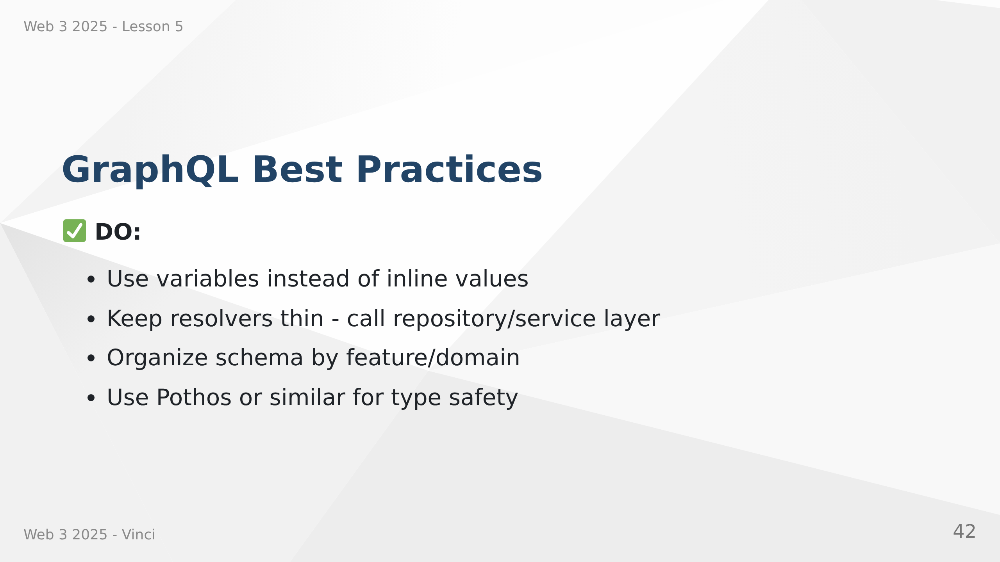 Web 3 2025 - Lesson 5
GraphQL Best Practices
✅ DO:
• Use variables instead of inline values
• Keep resolvers thin - call repository/service layer
• Organize schema by feature/domain
• Use Pothos or similar for type safety
Web 3 2025 - Vinci
42